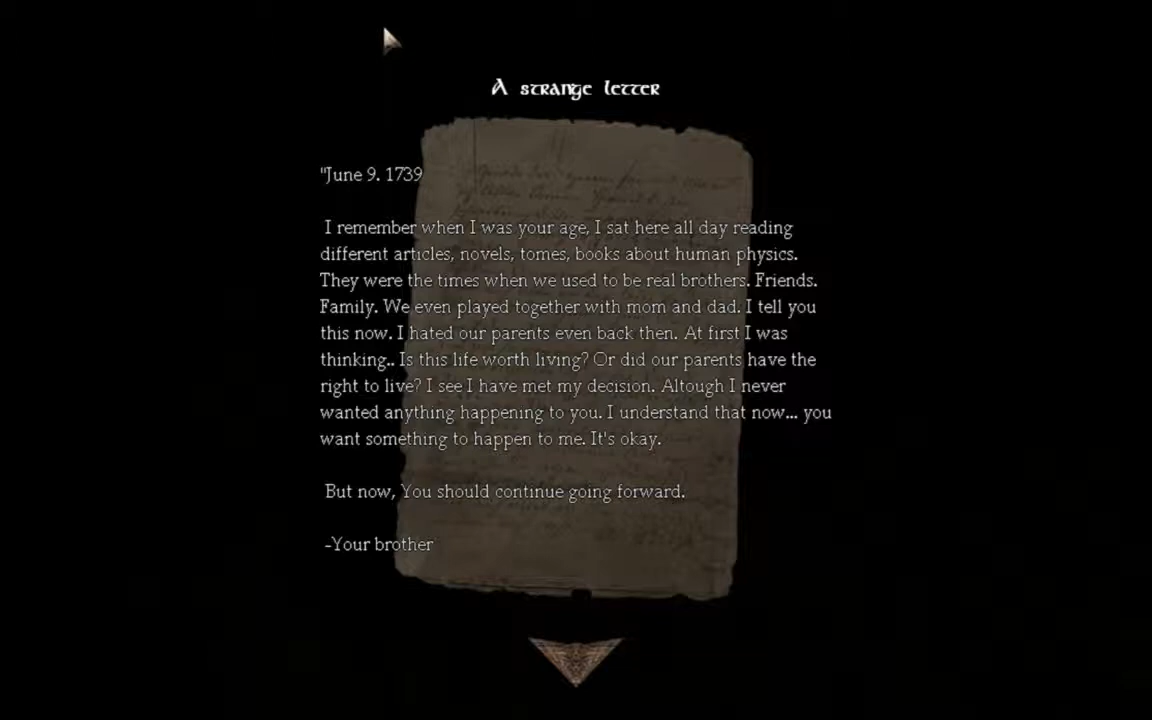 A strange letter
"June 9. 1739
I remember when I was your age, I sat here all day reading
different articles, novels, tomes, books about human physics.
They were the times when we used to be real brothers. Friends.
Family. We even played together with mom and dad. I tell you
this now. I hated our parents even back then. At first I was
thinking.. Is this life worth living? Or did our parents have the
right to live? I see I have met my decision. Altough I never
wanted anything happening to you. I understand that now... you
want something to happen to me. It's okay.
But now, You should continue going forward.
-Your brother